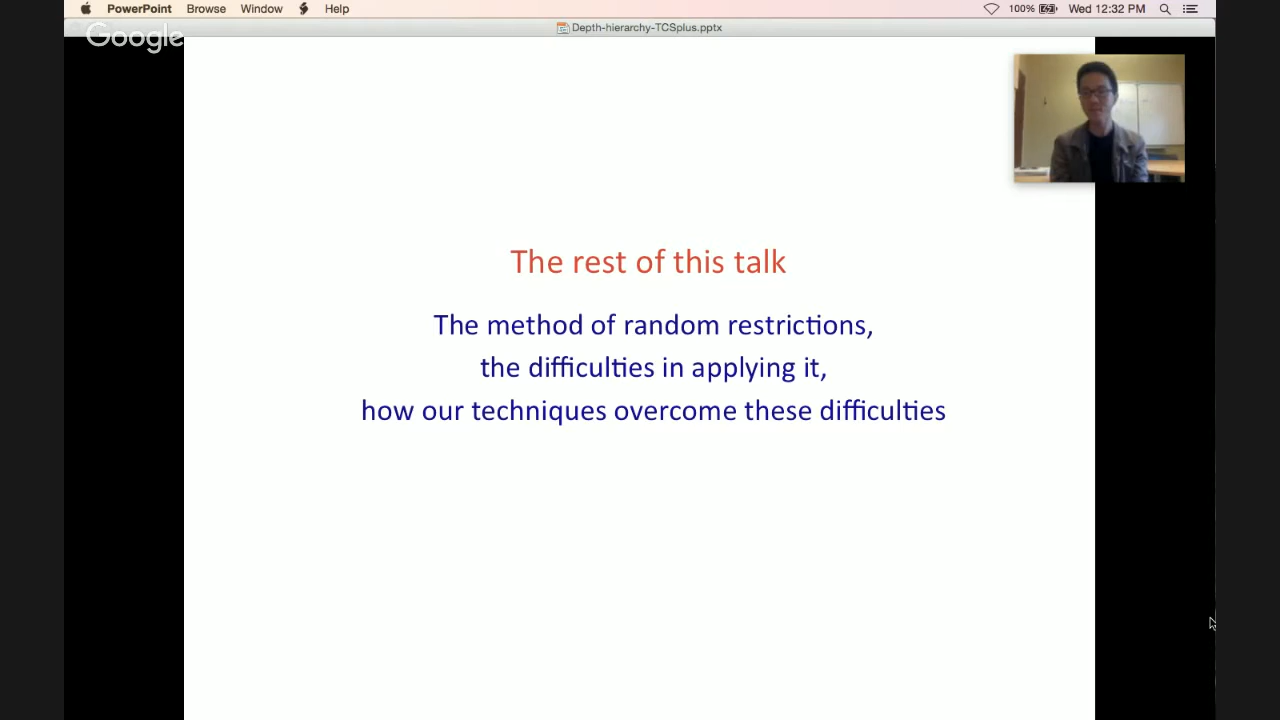 PowerPoint Browse Window Help 100% Wed 12:32 PM
Depth-hierarchy-TCSplus.pptx
Google
The rest of this talk
The method of random restrictions,
the difficulties in applying it,
how our techniques overcome these difficulties